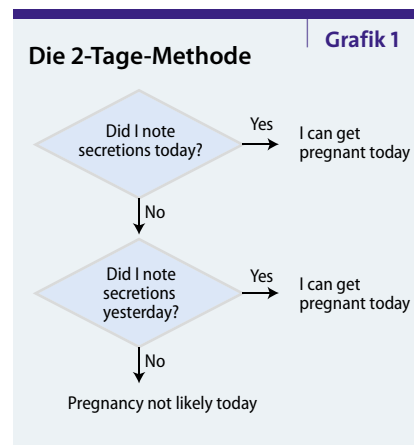 Grafik 1
Die 2-Tage-Methode
Did I note
secretions today?
Yes
I can get
pregnant today
No
Did I note
secretions
yesterday?
Yes
I can get
pregnant today
No
Pregnancy not likely today